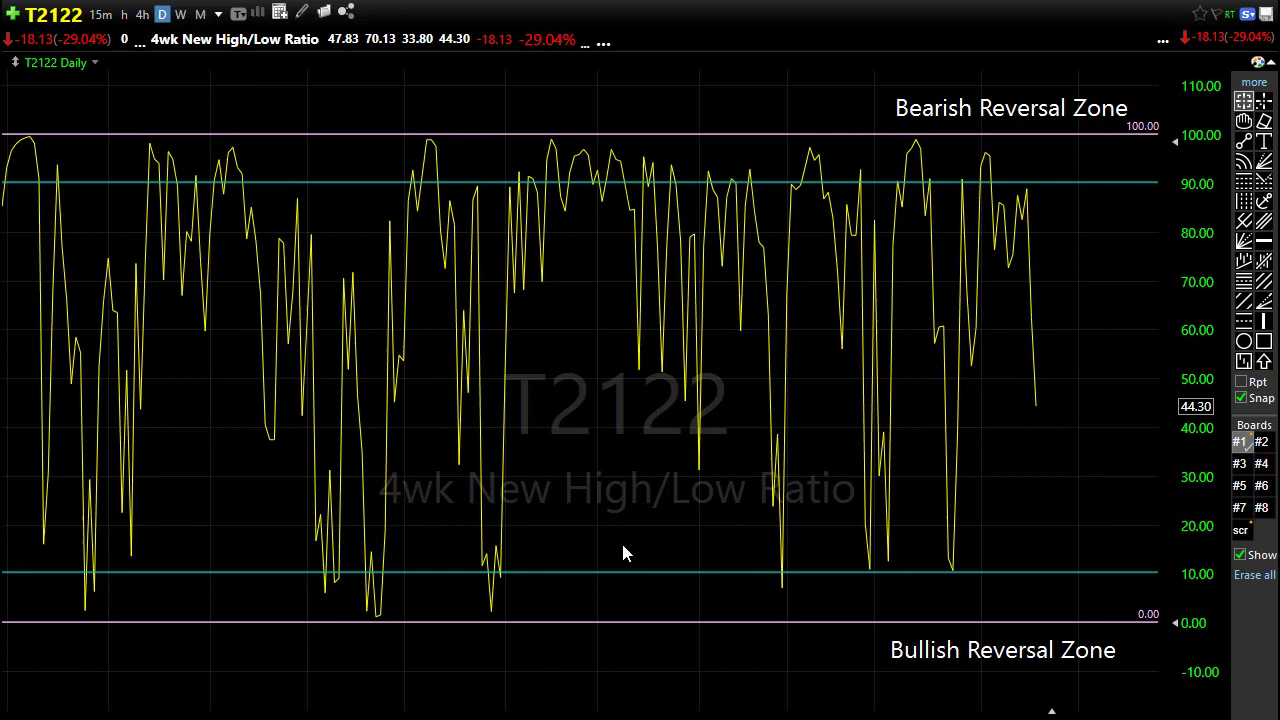 T2122 15m h 4h D W M
-18.13(-29.04%) 0 ... 4wk New High/Low Ratio 47.83 70.13 33.80 44.30 -18.13 -29.04% ... ...
... -18.13(-29.04%)
RT S
T2122 Daily
more
Bearish Reversal Zone
100.00
0.00
Bullish Reversal Zone
T2122
4wk New High/Low Ratio
110.00
100.00
90.00
80.00
70.00
60.00
50.00
44.30
40.00
30.00
20.00
10.00
0.00
-10.00
Rpt
Snap
Boards
#1 #2
#3 #4
#5 #6
#7 #8
scr
Show
Erase all